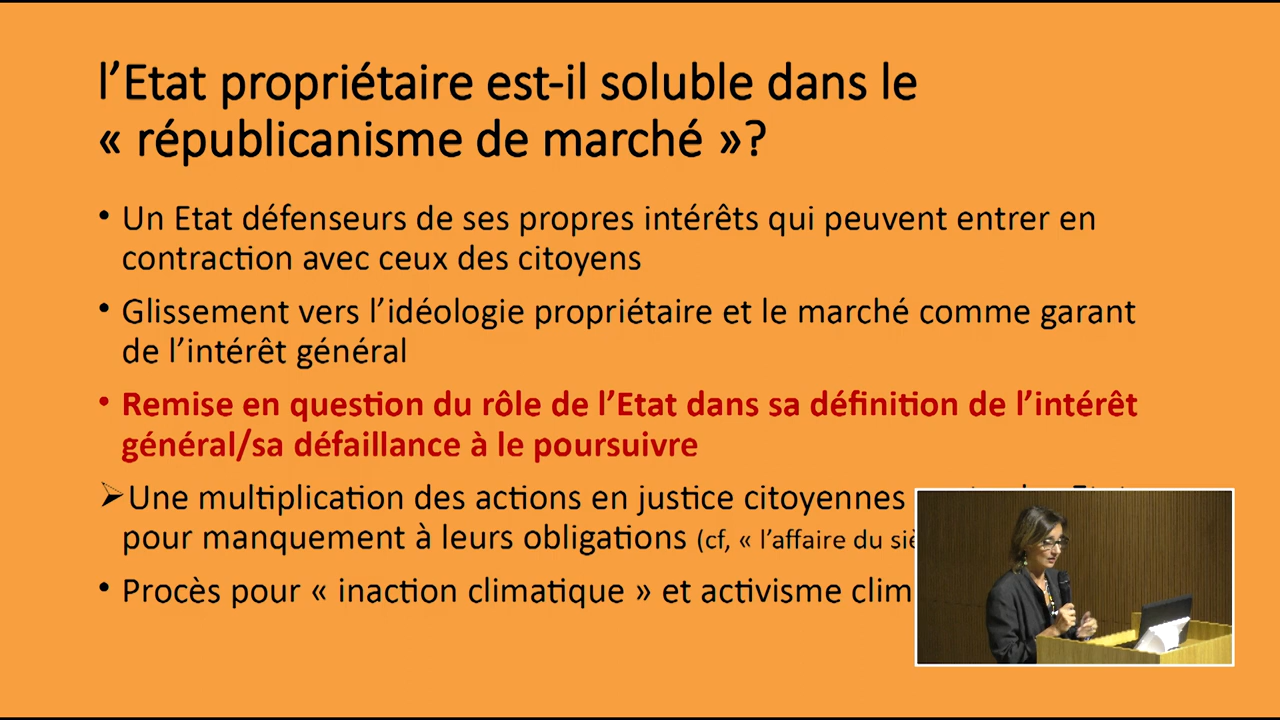 l’Etat propriétaire est-il soluble dans le
« républicanisme de marché »?
• Un Etat défenseurs de ses propres intérêts qui peuvent entrer en
contraction avec ceux des citoyens
• Glissement vers l’idéologie propriétaire et le marché comme garant
de l’intérêt général
• Remise en question du rôle de l’Etat dans sa définition de l’intérêt
général/sa défaillance à le poursuivre
➢Une multiplication des actions en justice citoyennes
pour manquement à leurs obligations (cf, « l’affaire du
• Procès pour « inaction climatique » et activisme